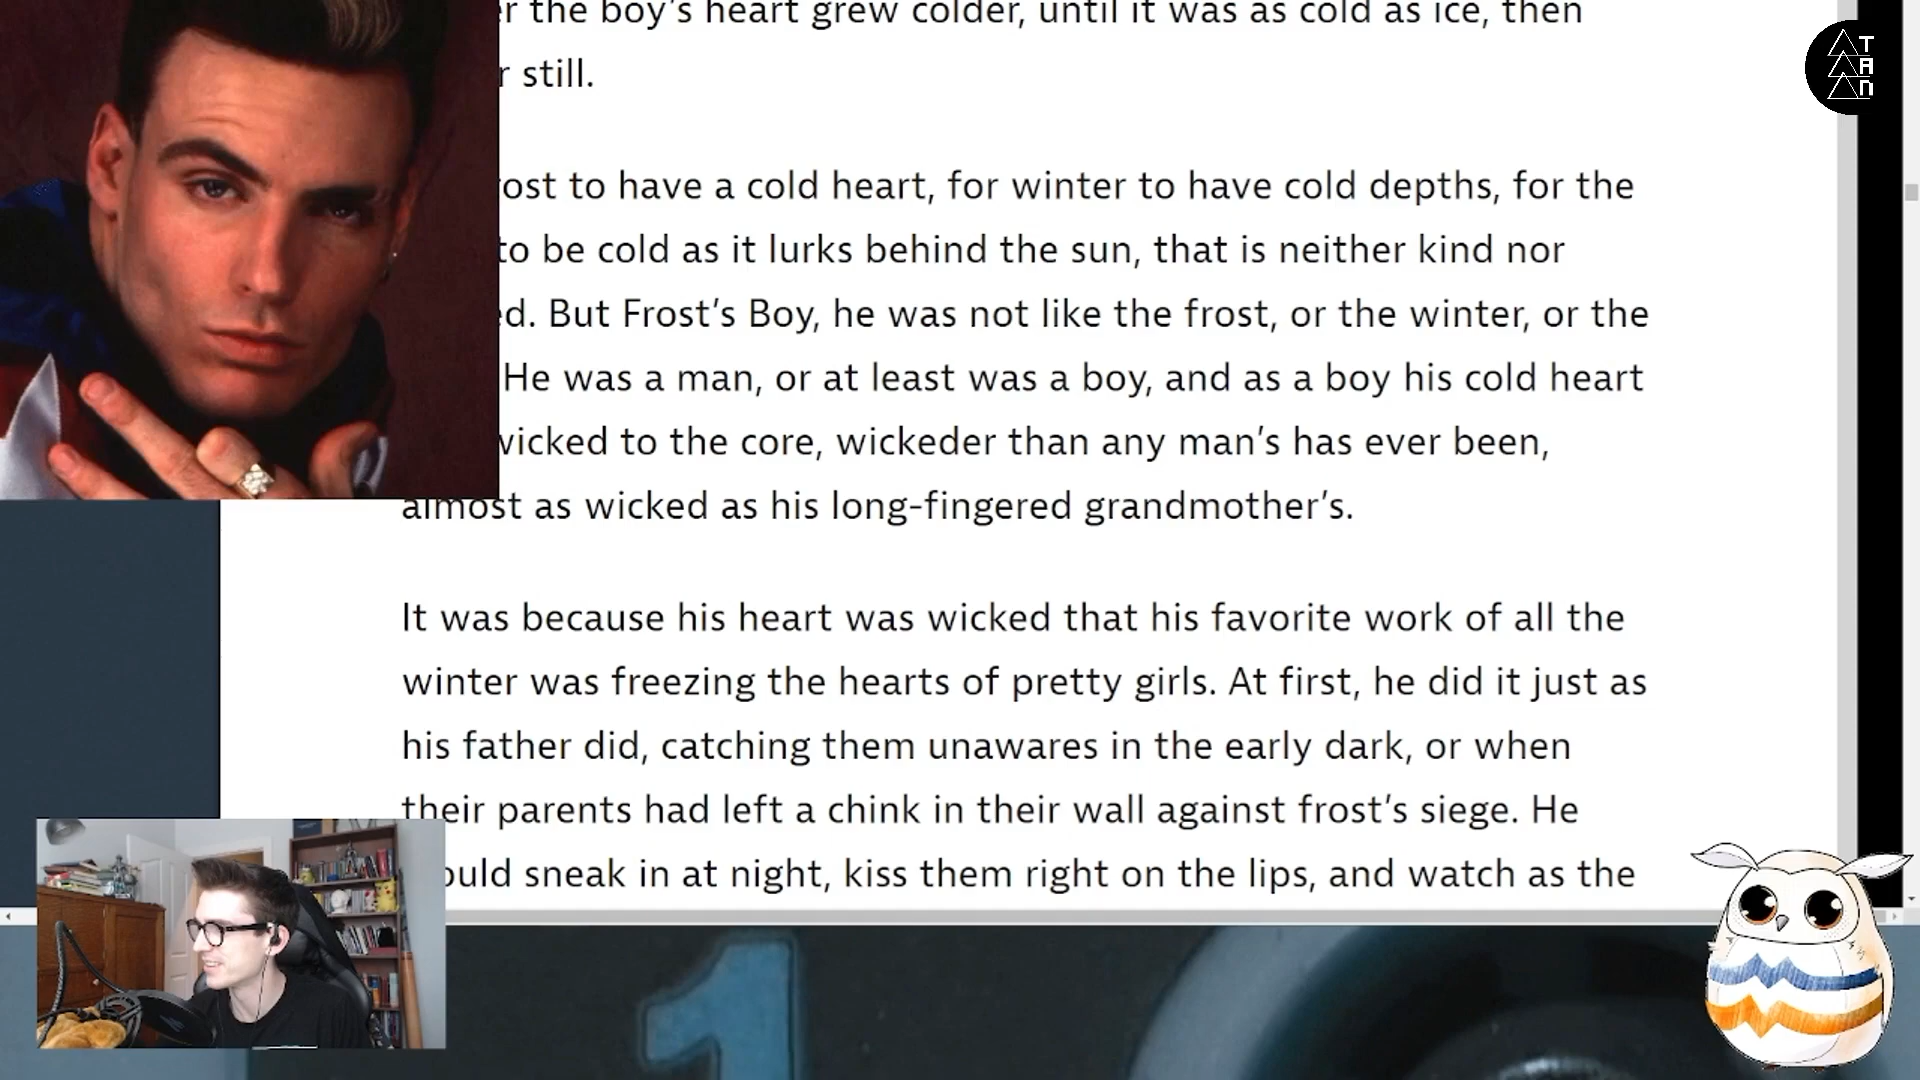 the boy’s heart grew colder, until it was as cold as ice, then
still.
to have a cold heart, for winter to have cold depths, for the
to be cold as it lurks behind the sun, that is neither kind nor
But Frost’s Boy, he was not like the frost, or the winter, or the
He was a man, or at least was a boy, and as a boy his cold heart
wicked to the core, wickeder than any man’s has ever been,
almost as wicked as his long-fingered grandmother’s.
It was because his heart was wicked that his favorite work of all the
winter was freezing the hearts of pretty girls. At first, he did it just as
his father did, catching them unawares in the early dark, or when
their parents had left a chink in their wall against frost’s siege. He
sneak in at night, kiss them right on the lips, and watch as the
TAN
1